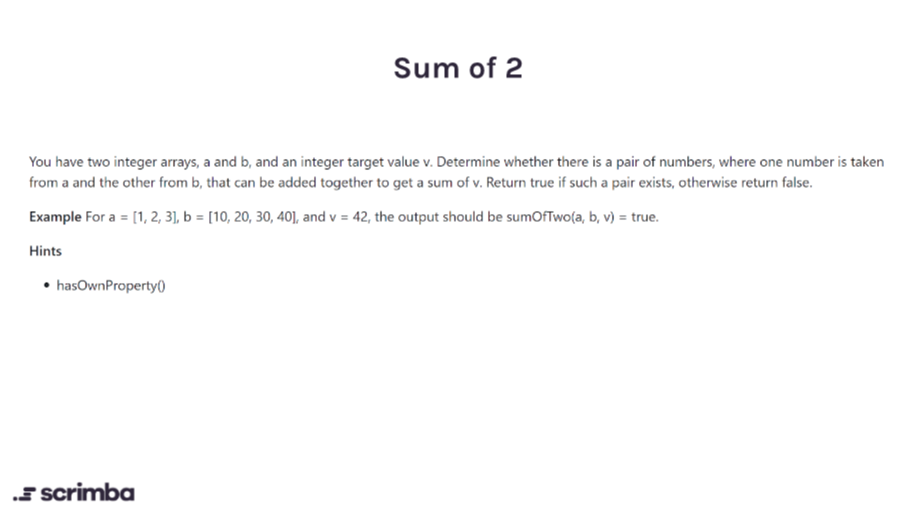 Sum of 2
You have two integer arrays, a and b, and an integer target value v. Determine whether there is a pair of numbers, where one number is taken
from a and the other from b, that can be added together to get a sum of v. Return true if such a pair exists, otherwise return false.
Example For a = [1, 2, 3], b = [10, 20, 30, 40], and v = 42, the output should be sumOfTwo(a, b, v) = true.
Hints
• hasOwnProperty()
scrimba